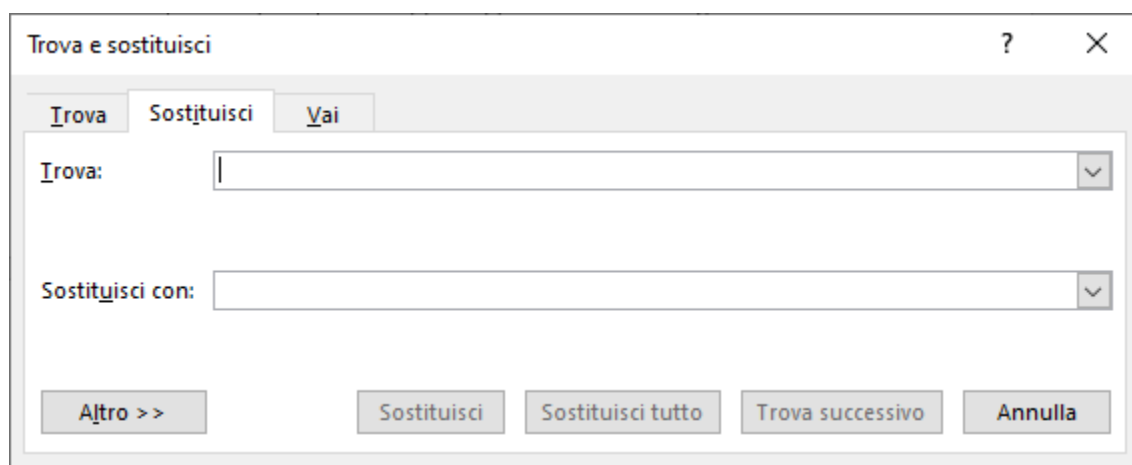 Trova e sostituisci ?
Trova Sostituisci Vai
Trova:
Sostituisci con:
Altro >> Sostituisci Sostituisci tutto Trova successivo Annulla